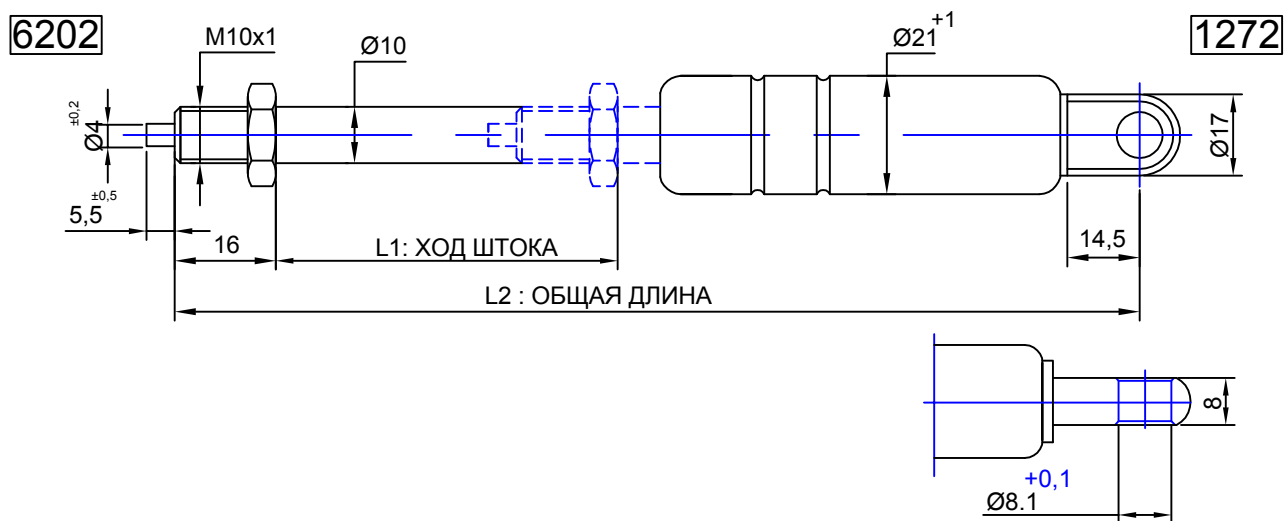 6202
M10x1
Ø10
Ø21 +1
1272
Ø4 ±0,2
Ø17
5,5 ±0,5
16
L1: ХОД ШТОКА
14,5
L2 : ОБЩАЯ ДЛИНА
8
+0,1
Ø8.1